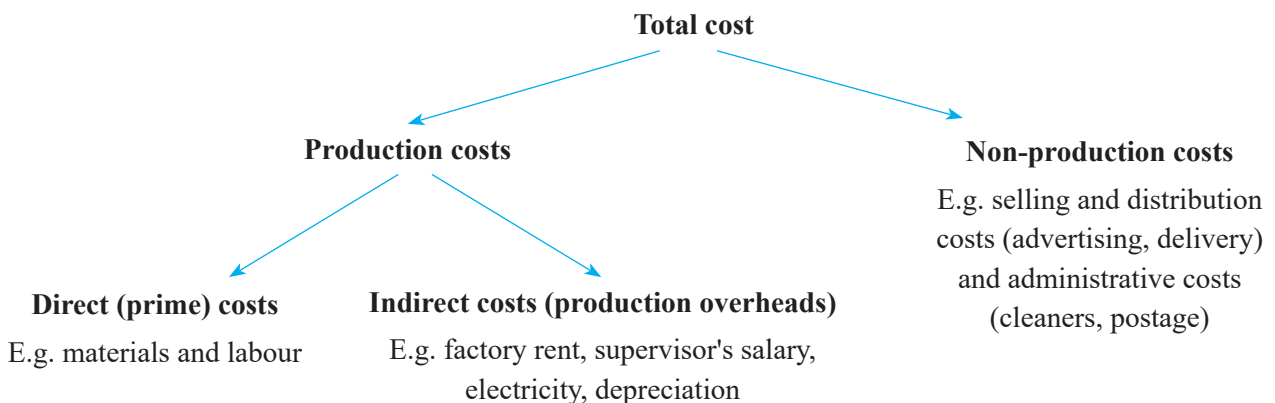 Total cost
Production costs
Non-production costs
E.g. selling and distribution
costs (advertising, delivery)
and administrative costs
(cleaners, postage)
Direct (prime) costs
E.g. materials and labour
Indirect costs (production overheads)
E.g. factory rent, supervisor's salary,
electricity, depreciation